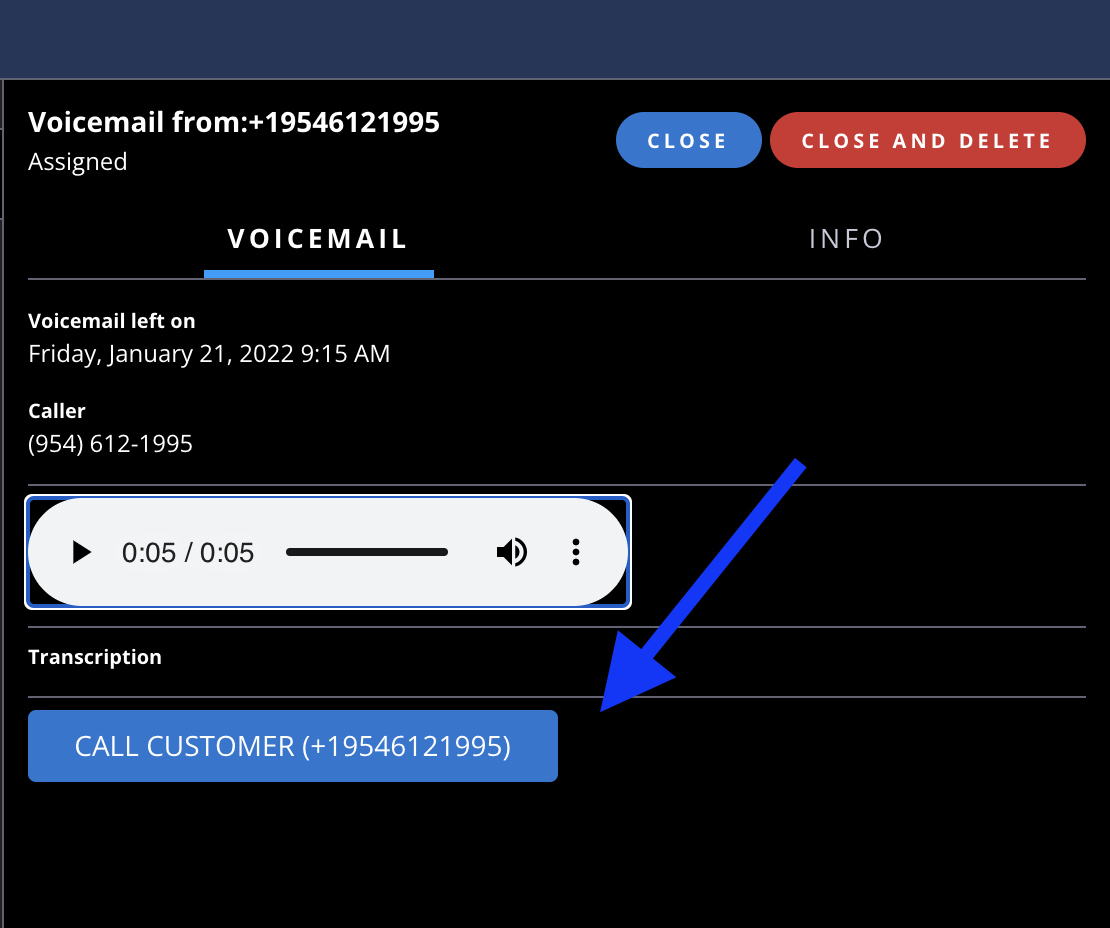 Voicemail from:+19546121995
Assigned
CLOSE
CLOSE AND DELETE
VOICEMAIL
INFO
Voicemail left on
Friday, January 21, 2022 9:15 AM
Caller
(954) 612-1995
0:05 / 0:05
Transcription
CALL CUSTOMER (+19546121995)